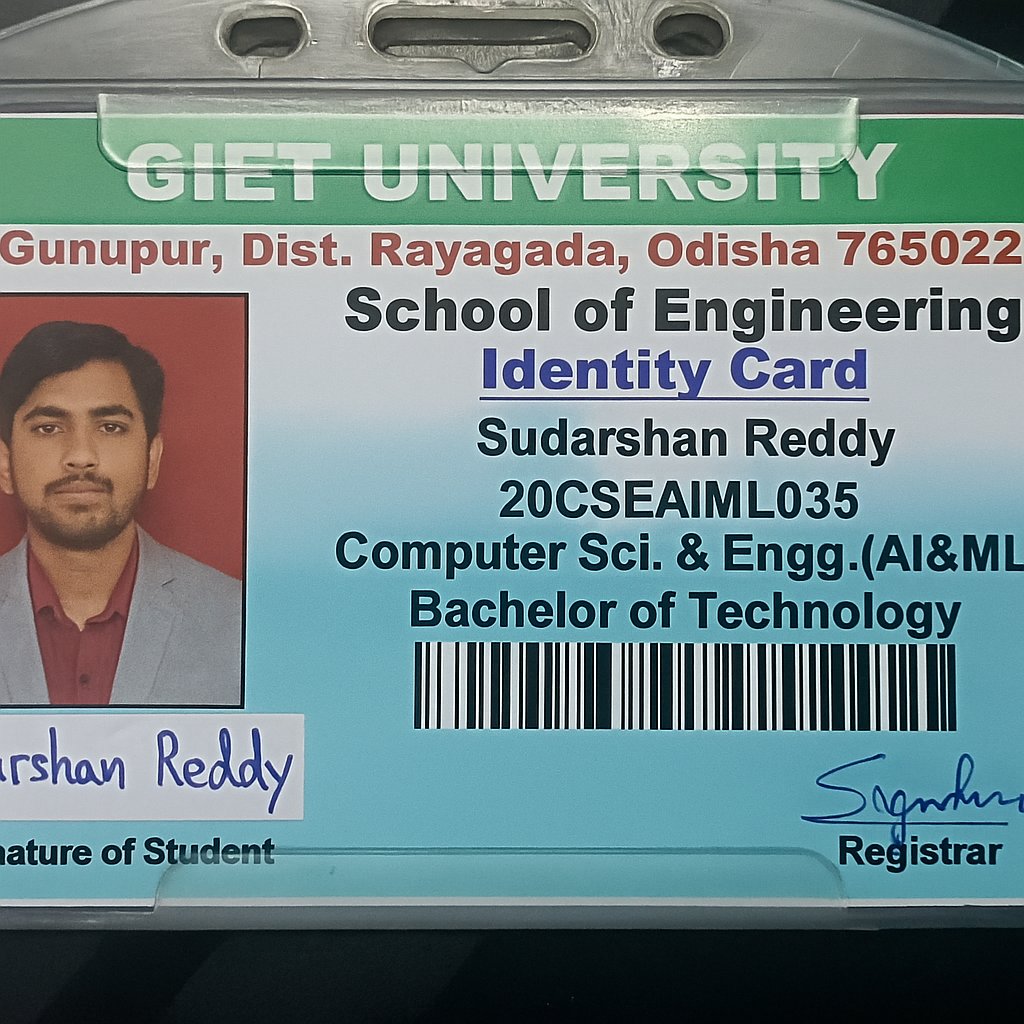 GIET UNIVERSITY
Gunupur, Dist. Rayagada, Odisha 765022
School of Engineering
Identity Card
Sudarshan Reddy
20CSEAIML035
Computer Sci. & Engg.(AI&ML
Bachelor of Technology
arshan Reddy
nature of Student
Registrar